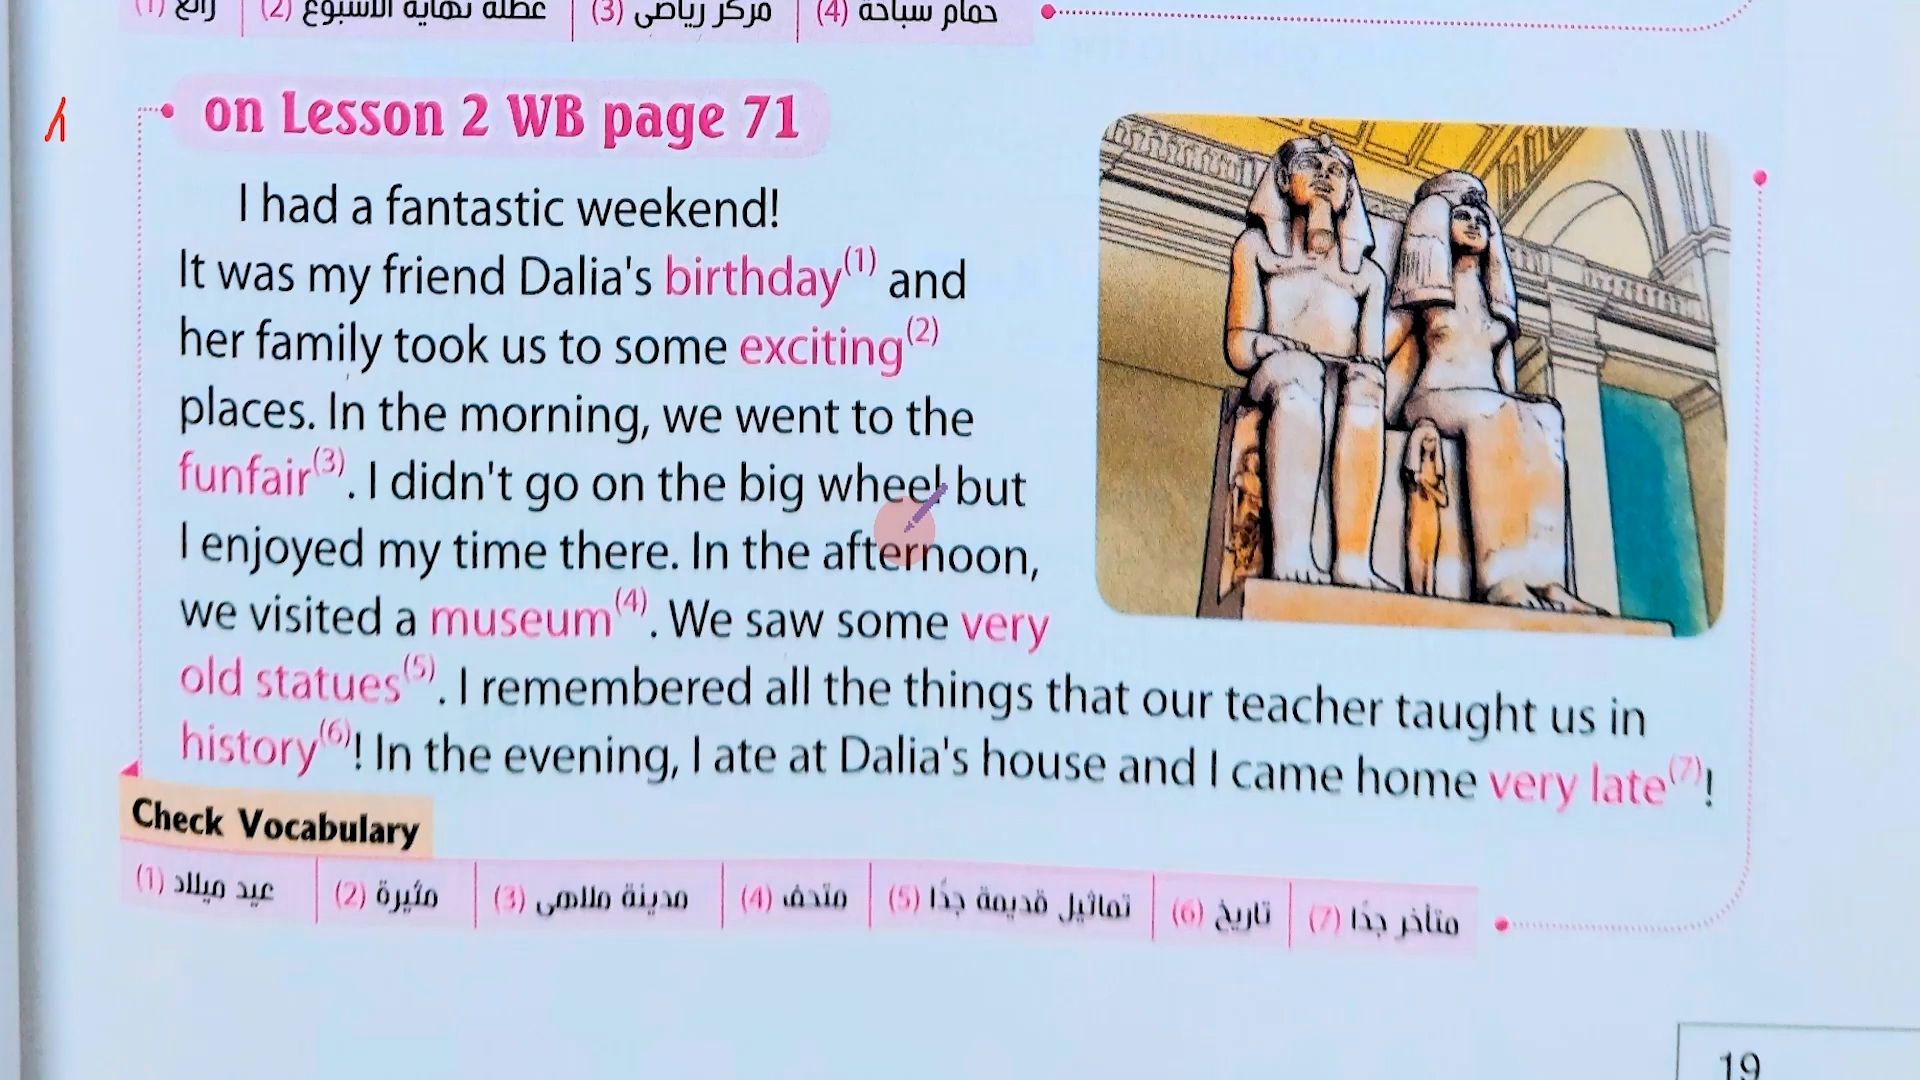 (1) رائع (2) عطلة نهاية الأسبوع (3) مركز رياضى (4) حمام سباحة
on Lesson 2 WB page 71
I had a fantastic weekend!
It was my friend Dalia's birthday(1) and
her family took us to some exciting(2)
places. In the morning, we went to the
funfair(3). I didn't go on the big wheel but
I enjoyed my time there. In the afternoon,
we visited a museum(4). We saw some very
old statues(5). I remembered all the things that our teacher taught us in
history(6)! In the evening, I ate at Dalia's house and I came home very late(7)!
Check Vocabulary
(1) عيد ميلاد (2) مثيرة (3) مدينة ملاهى (4) متحف (5) تماثيل قديمة جدًا (6) تاريخ (7) متأخر جدًا
19